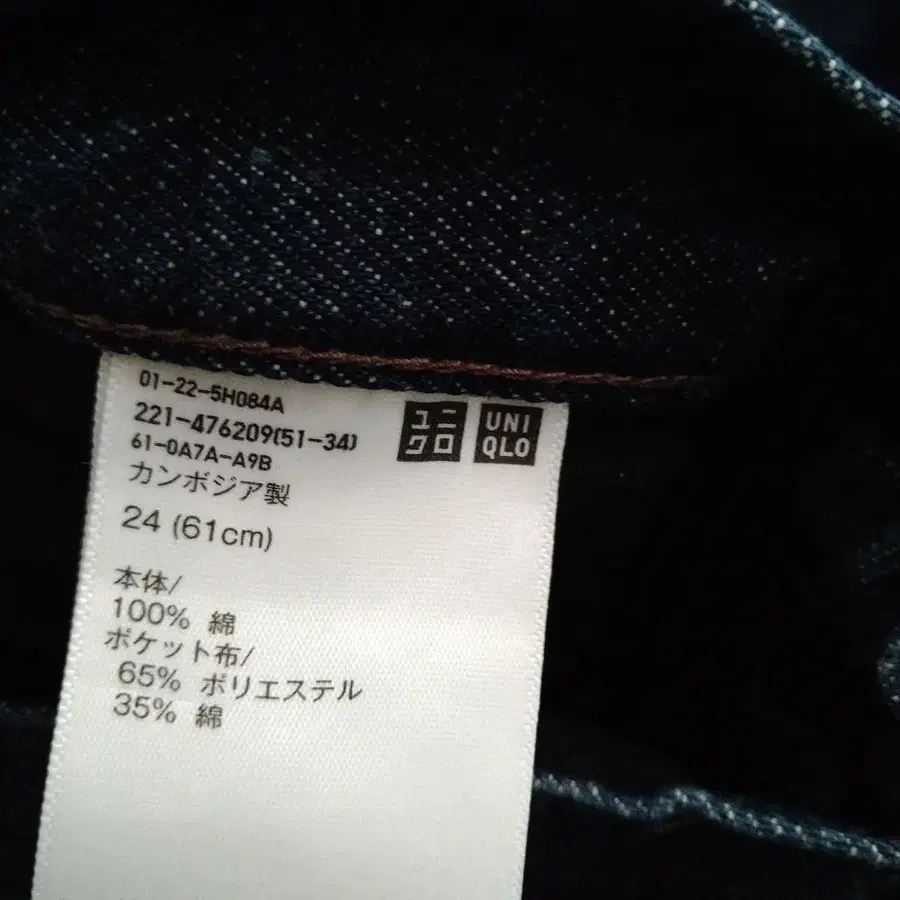 01-22-5H084A
221-476209(51-34)
61-0A7A-A9B
カンボジア製
ユニ
クロ
UNI
QLO
24 (61cm)
本体/
100% 綿
ポケット布/
65% ポリエステル
35% 綿